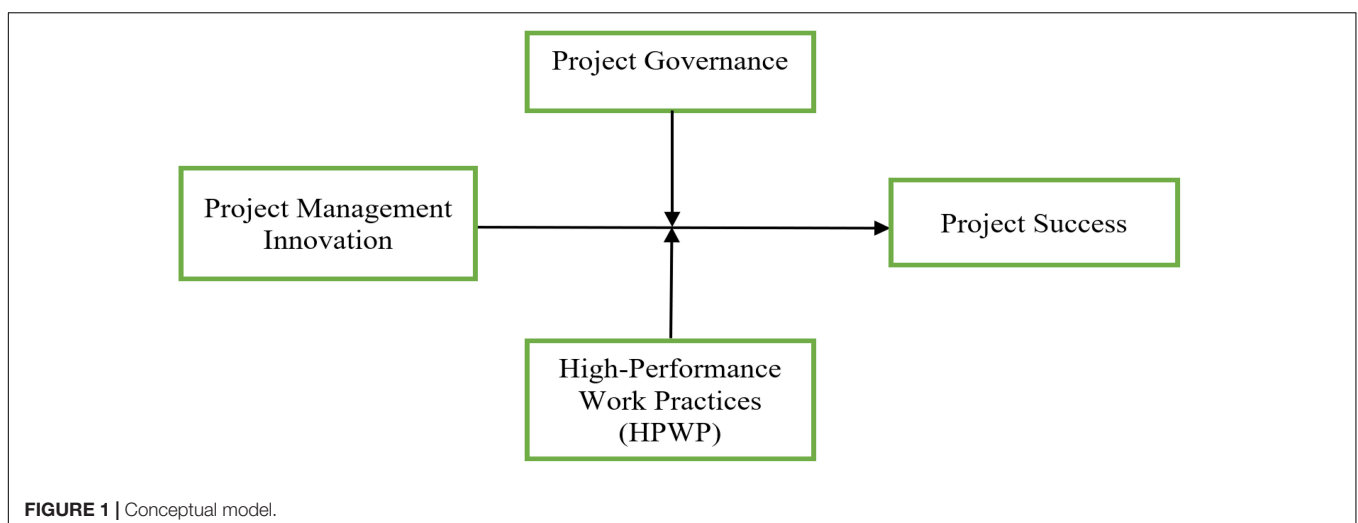 Project Governance
Project Management
Innovation
Project Success
High-Performance
Work Practices
(HPWP)
FIGURE 1 | Conceptual model.